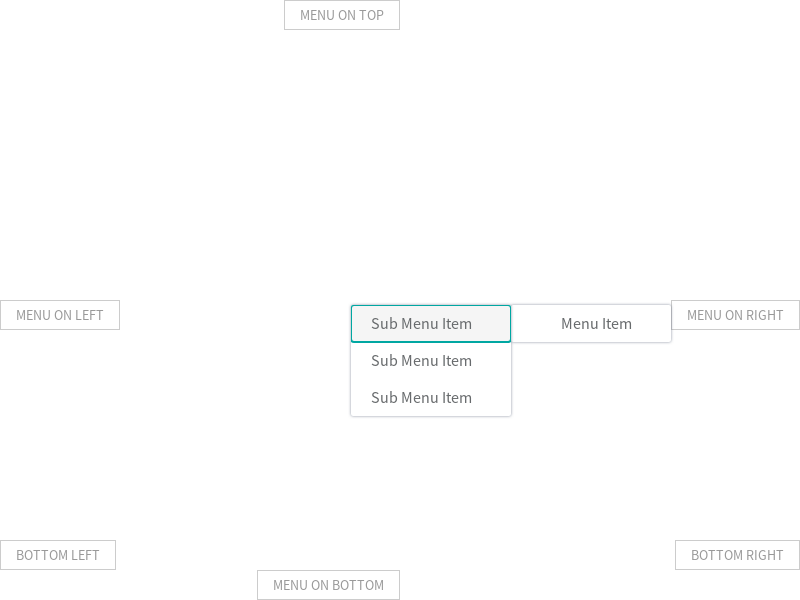 MENU ON TOP
MENU ON LEFT
Sub Menu Item
Menu Item
MENU ON RIGHT
Sub Menu Item
Sub Menu Item
BOTTOM LEFT
BOTTOM RIGHT
MENU ON BOTTOM